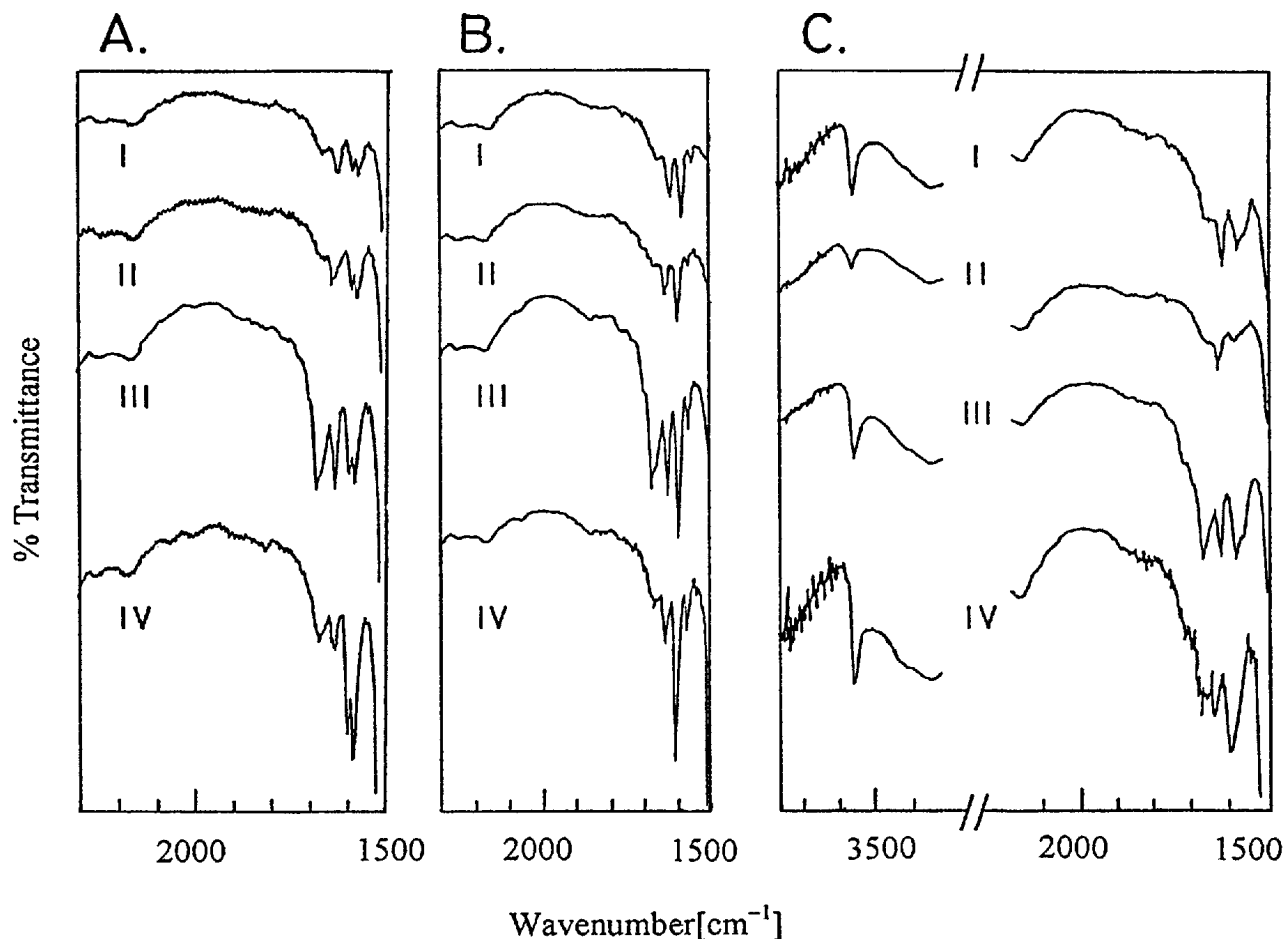 A. B. C.
I I I
II II II
III III III
IV IV IV
% Transmittance
2000 1500 2000 1500 3500 2000 1500
Wavenumber[cm⁻¹]